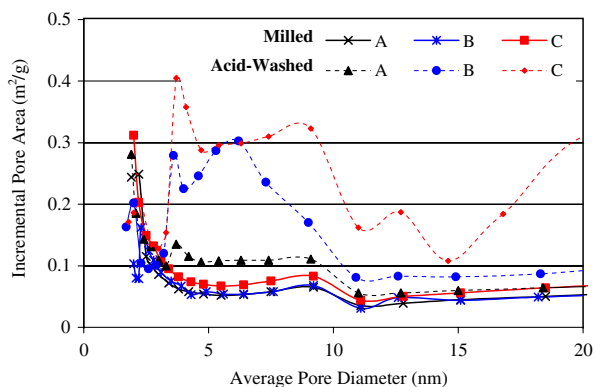 0.5
Milled A B C
Acid-Washed A B C
0.4
0.3
0.2
0.1
0
0 5 10 15 20
Incremental Pore Area (m²/g)
Average Pore Diameter (nm)